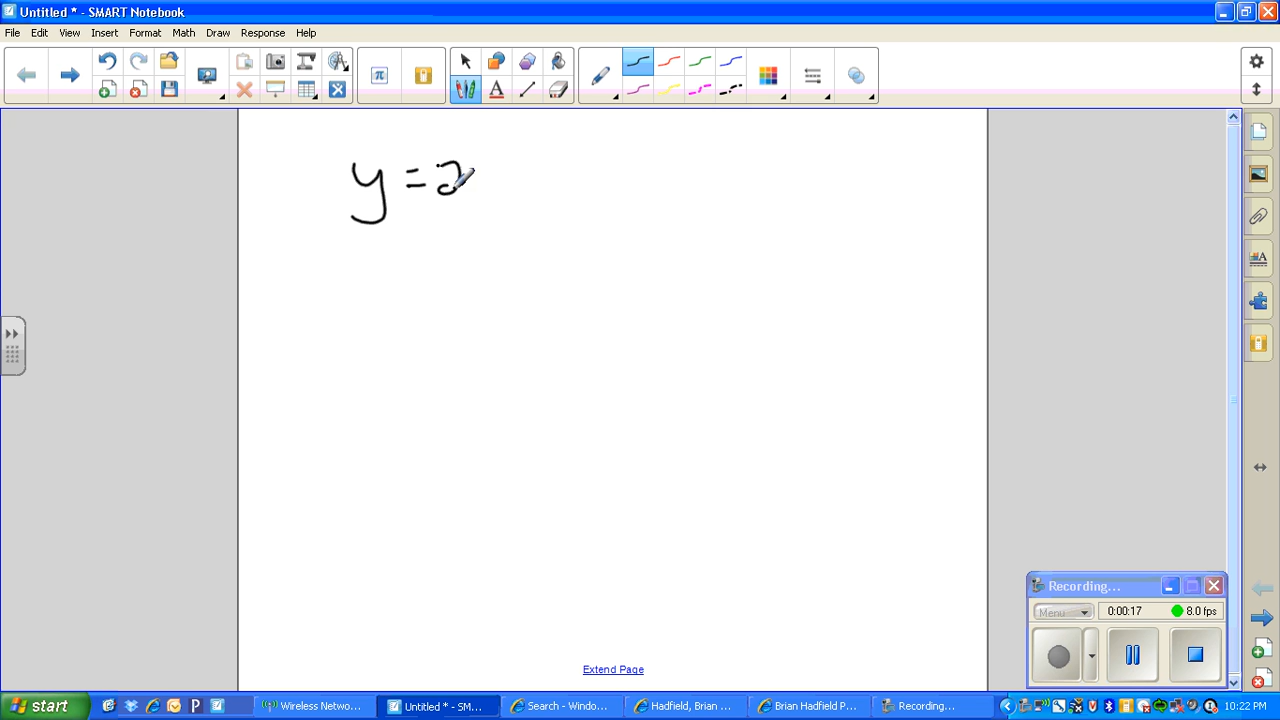 Untitled * - SMART Notebook
File Edit View Insert Format Math Draw Response Help
y = 2
Recording...
Menu 0:00:17 8.0 fps
Extend Page
start Wireless Netwo... Untitled * - SM... Search - Windo... Hadfield, Brian ... Brian Hadfield P... Recording... 10:22 PM